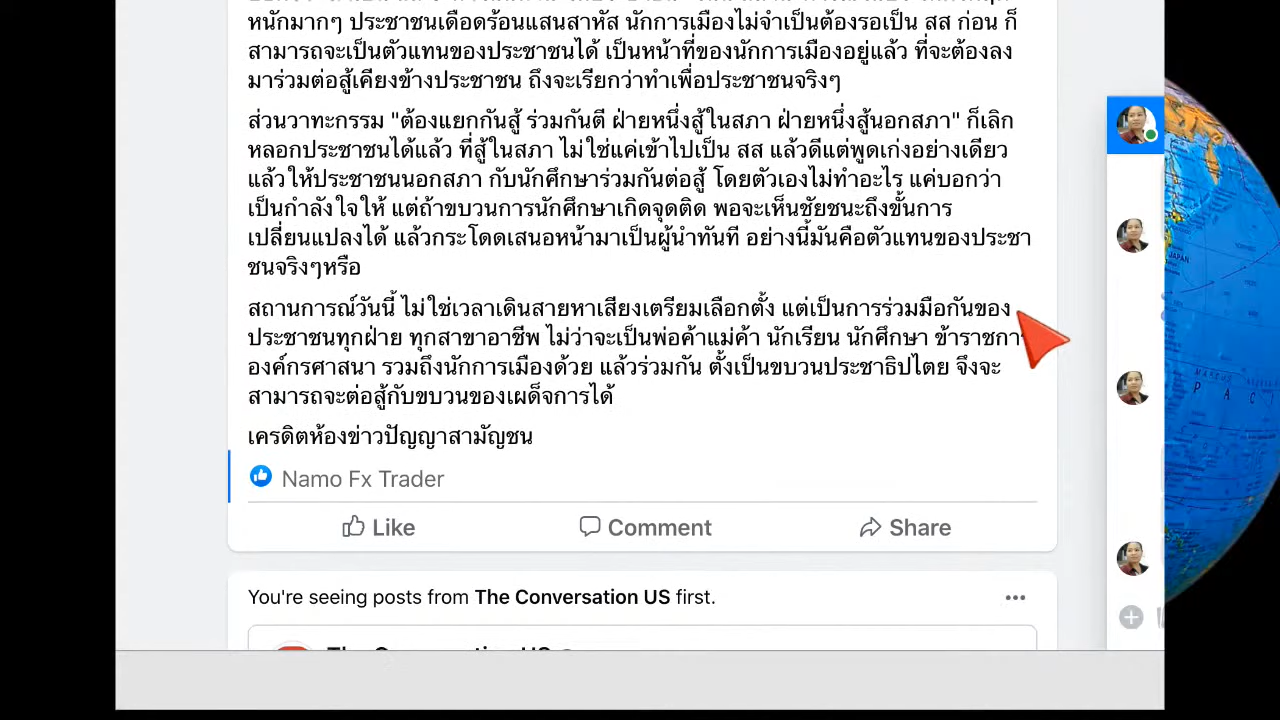 หนักมากๆ ประชาชนเดือดร้อนแสนสาหัส นักการเมืองไม่จำเป็นต้องรอเป็น สส ก่อน ก็
สามารถจะเป็นตัวแทนของประชาชนได้ เป็นหน้าที่ของนักการเมืองอยู่แล้ว ที่จะต้องลง
มาร่วมต่อสู้เคียงข้างประชาชน ถึงจะเรียกว่าทำเพื่อประชาชนจริงๆ
ส่วนวาทะกรรม "ต้องแยกกันสู้ ร่วมกันตี ฝ่ายหนึ่งสู้ในสภา ฝ่ายหนึ่งสู้นอกสภา" ก็เลิก
หลอกประชาชนได้แล้ว ที่สู้ในสภา ไม่ใช่แค่เข้าไปเป็น สส แล้วดีแต่พูดเก่งอย่างเดียว
แล้วให้ประชาชนนอกสภา กับนักศึกษาร่วมกันต่อสู้ โดยตัวเองไม่ทำอะไร แค่บอกว่า
เป็นกำลังใจให้ แต่ถ้าขบวนการนักศึกษาเกิดจุดติด พอจะเห็นชัยชนะถึงขั้นการ
เปลี่ยนแปลงได้ แล้วกระโดดเสนอหน้ามาเป็นผู้นำทันที อย่างนี้มันคือตัวแทนของประชา
ชนจริงๆหรือ
สถานการณ์วันนี้ ไม่ใช่เวลาเดินสายหาเสียงเตรียมเลือกตั้ง แต่เป็นการร่วมมือกันของ
ประชาชนทุกฝ่าย ทุกสาขาอาชีพ ไม่ว่าจะเป็นพ่อค้าแม่ค้า นักเรียน นักศึกษา ข้าราชการ
องค์กรศาสนา รวมถึงนักการเมืองด้วย แล้วร่วมกัน ตั้งเป็นขบวนประชาธิปไตย จึงจะ
สามารถจะต่อสู้กับขบวนของเผด็จการได้
เครดิตห้องข่าวปัญญาสามัญชน
Namo Fx Trader
Like Comment Share
You're seeing posts from The Conversation US first.
The Conversation US
JAPAN
P A C